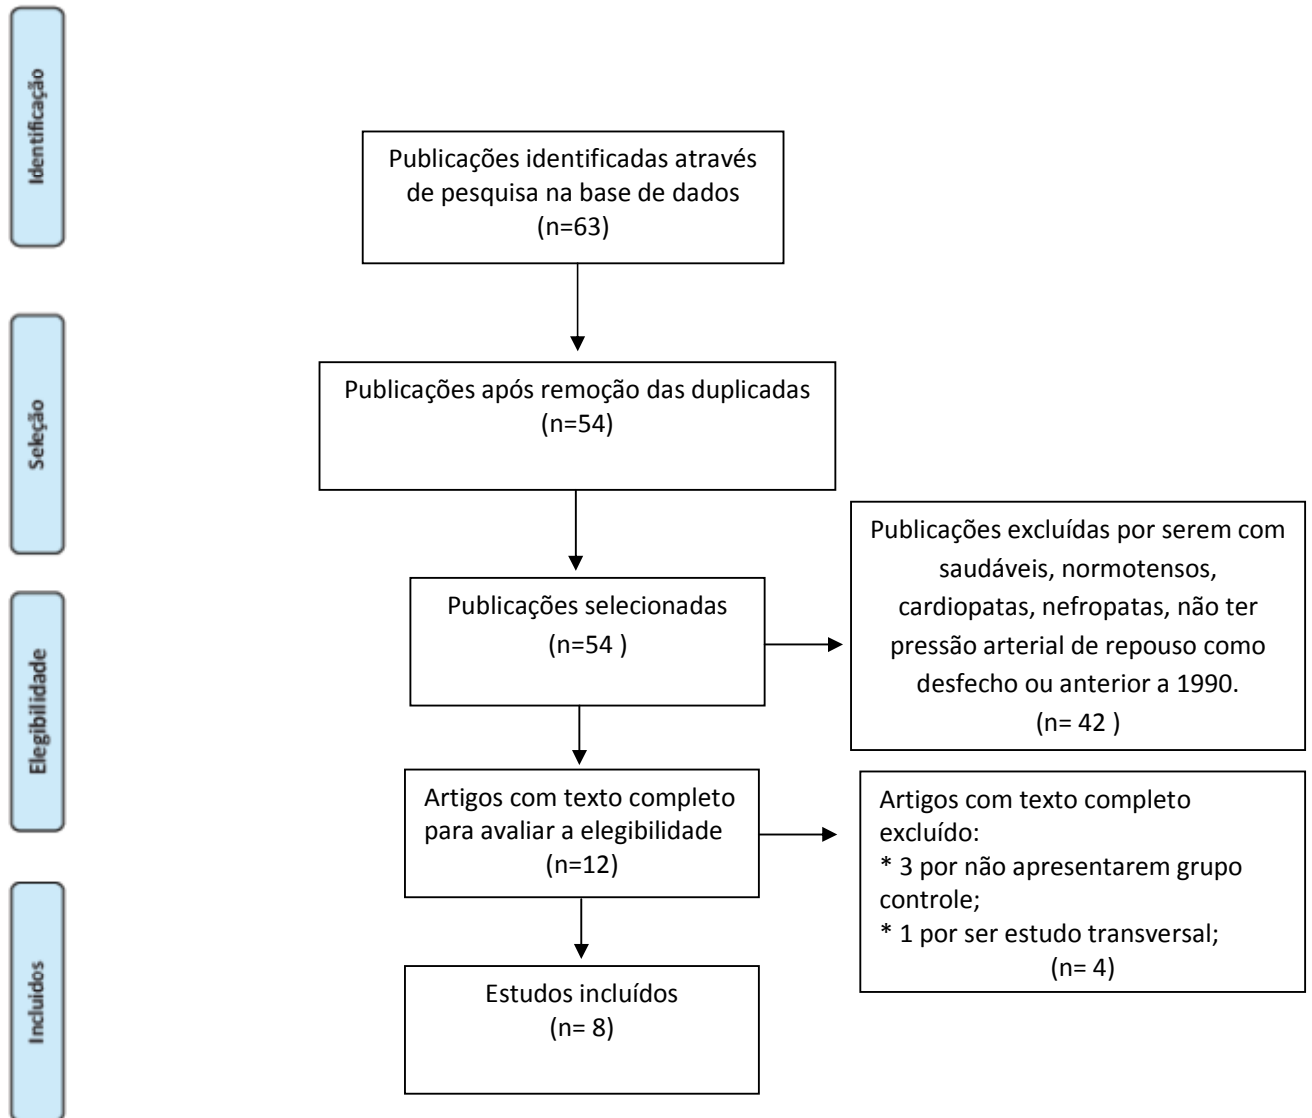 Identificação
Publicações identificadas através
de pesquisa na base de dados
(n=63)
Seleção
Publicações após remoção das duplicadas
(n=54)
Elegibilidade
Publicações selecionadas
(n=54 )
Publicações excluídas por serem com
saudáveis, normotensos,
cardiopatas, nefropatas, não ter
pressão arterial de repouso como
desfecho ou anterior a 1990.
(n= 42 )
Artigos com texto completo
para avaliar a elegibilidade
(n=12)
Artigos com texto completo
excluído:
* 3 por não apresentarem grupo
controle;
* 1 por ser estudo transversal;
(n= 4)
Incluidos
Estudos incluídos
(n= 8)